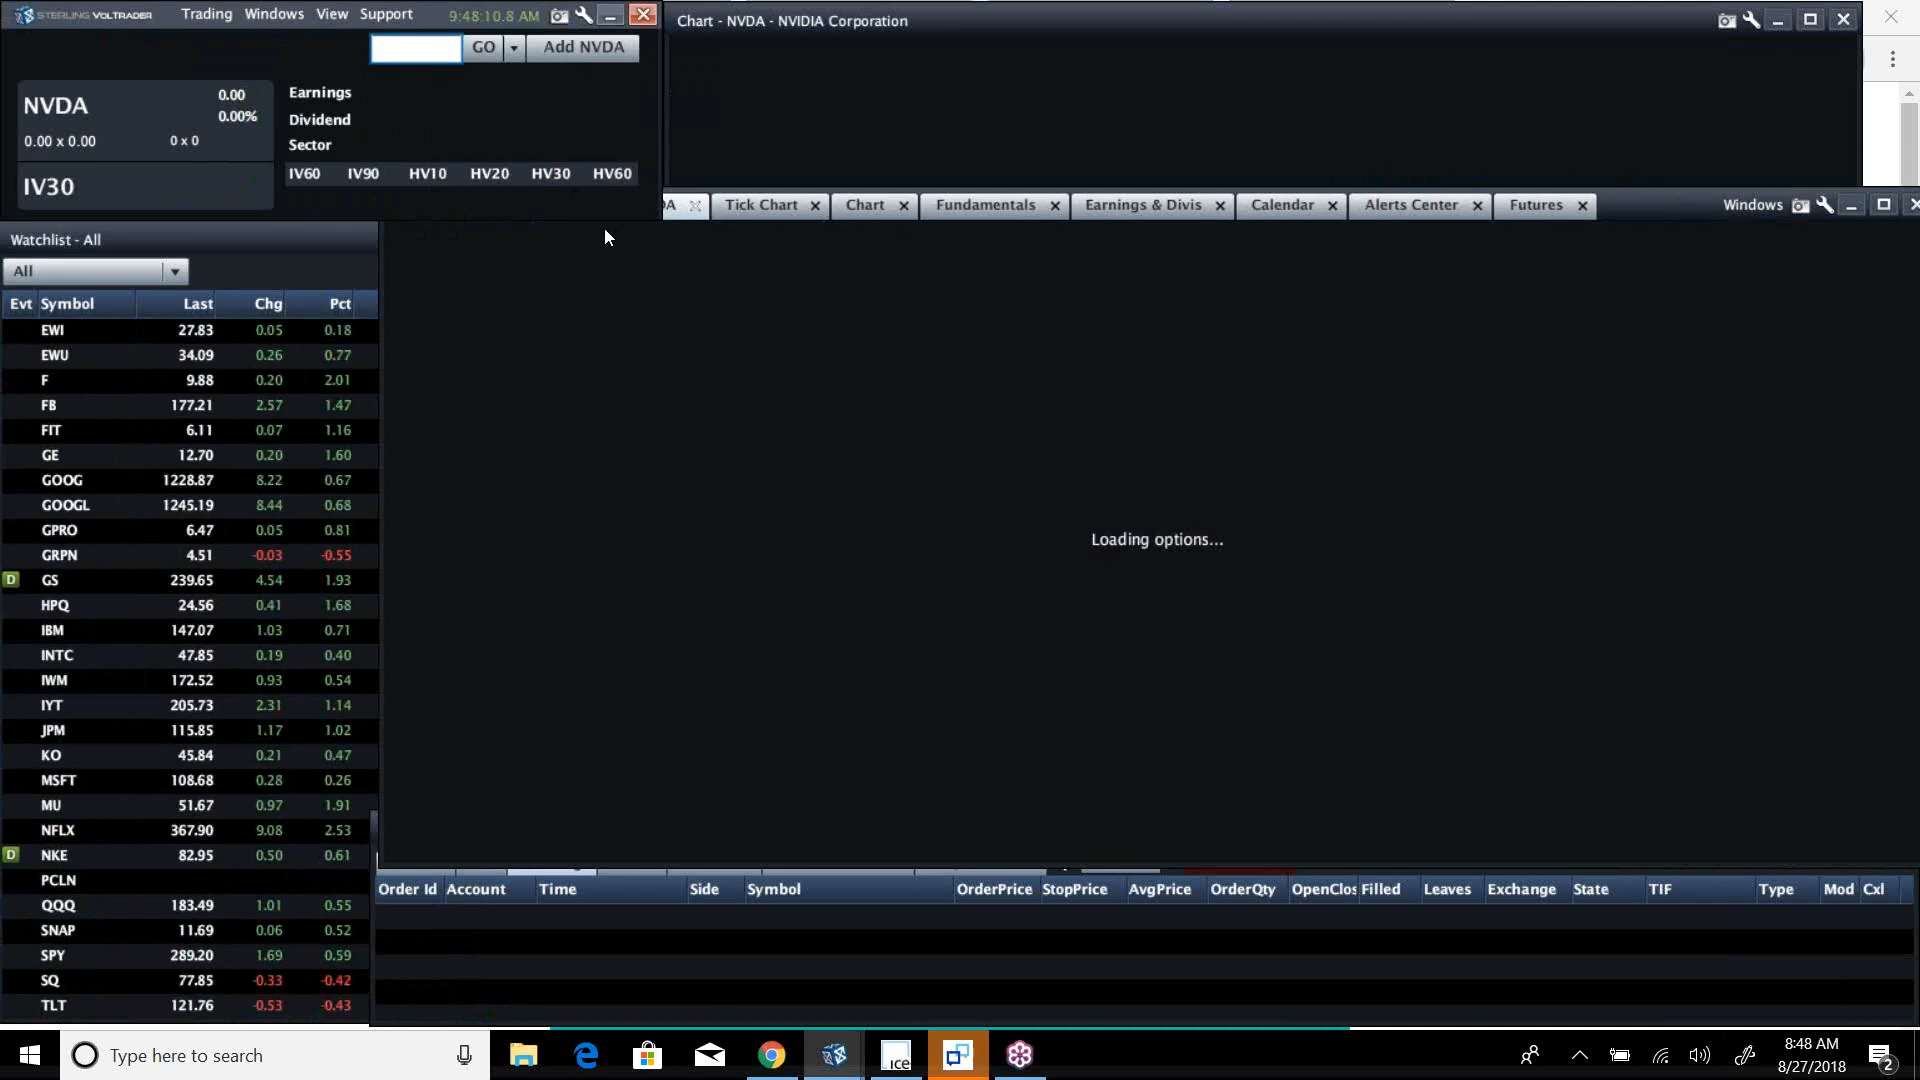 STERLING VOLTRADER Trading Windows View Support 9:48:10.8 AM
Chart - NVDA - NVIDIA Corporation
GO Add NVDA
NVDA 0.00
0.00%
0.00 x 0.00 0 x 0
IV30
Earnings
Dividend
Sector
IV60 IV90 HV10 HV20 HV30 HV60
DA Tick Chart Chart Fundamentals Earnings & Divis Calendar Alerts Center Futures Windows
Watchlist - All
All
Evt Symbol Last Chg Pct
EWI 27.83 0.05 0.18
EWU 34.09 0.26 0.77
F 9.88 0.20 2.01
FB 177.21 2.57 1.47
FIT 6.11 0.07 1.16
GE 12.70 0.20 1.60
GOOG 1228.87 8.22 0.67
GOOGL 1245.19 8.44 0.68
GPRO 6.47 0.05 0.81
GRPN 4.51 -0.03 -0.55
D GS 239.65 4.54 1.93
HPQ 24.56 0.41 1.68
IBM 147.07 1.03 0.71
INTC 47.85 0.19 0.40
IWM 172.52 0.93 0.54
IYT 205.73 2.31 1.14
JPM 115.85 1.17 1.02
KO 45.84 0.21 0.47
MSFT 108.68 0.28 0.26
MU 51.67 0.97 1.91
NFLX 367.90 9.08 2.53
D NKE 82.95 0.50 0.61
PCLN
QQQ 183.49 1.01 0.55
SNAP 11.69 0.06 0.52
SPY 289.20 1.69 0.59
SQ 77.85 -0.33 -0.42
TLT 121.76 -0.53 -0.43
Loading options...
Order Id Account Time Side Symbol OrderPrice StopPrice AvgPrice OrderQty OpenClos Filled Leaves Exchange State TIF Type Mod Cxl
Type here to search
ice
8:48 AM
8/27/2018
2